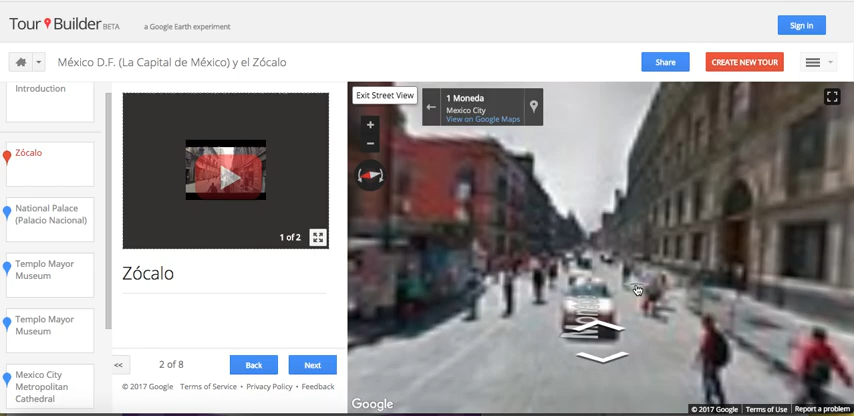 Tour Builder BETA
a Google Earth experiment
Sign in
México D.F. (La Capital de México) y el Zócalo
Share
CREATE NEW TOUR
Introduction
Zócalo
National Palace
(Palacio Nacional)
Templo Mayor
Museum
Templo Mayor
Museum
Mexico City
Metropolitan
Cathedral
1 of 2
Zócalo
<<
2 of 8
Back
Next
© 2017 Google Terms of Service • Privacy Policy • Feedback
Exit Street View
1 Moneda
Mexico City
View on Google Maps
+
−
Google
© 2017 Google
Terms of Use
Report a problem